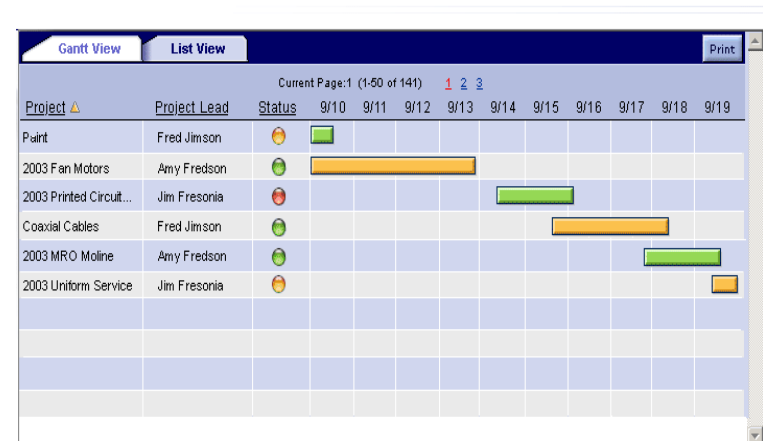 Gantt View List View Print
Current Page:1 (1-50 of 141) 1 2 3
Project Project Lead Status 9/10 9/11 9/12 9/13 9/14 9/15 9/16 9/17 9/18 9/19
Paint Fred Jimson
2003 Fan Motors Amy Fredson
2003 Printed Circuit... Jim Fresonia
Coaxial Cables Fred Jimson
2003 MRO Moline Amy Fredson
2003 Uniform Service Jim Fresonia